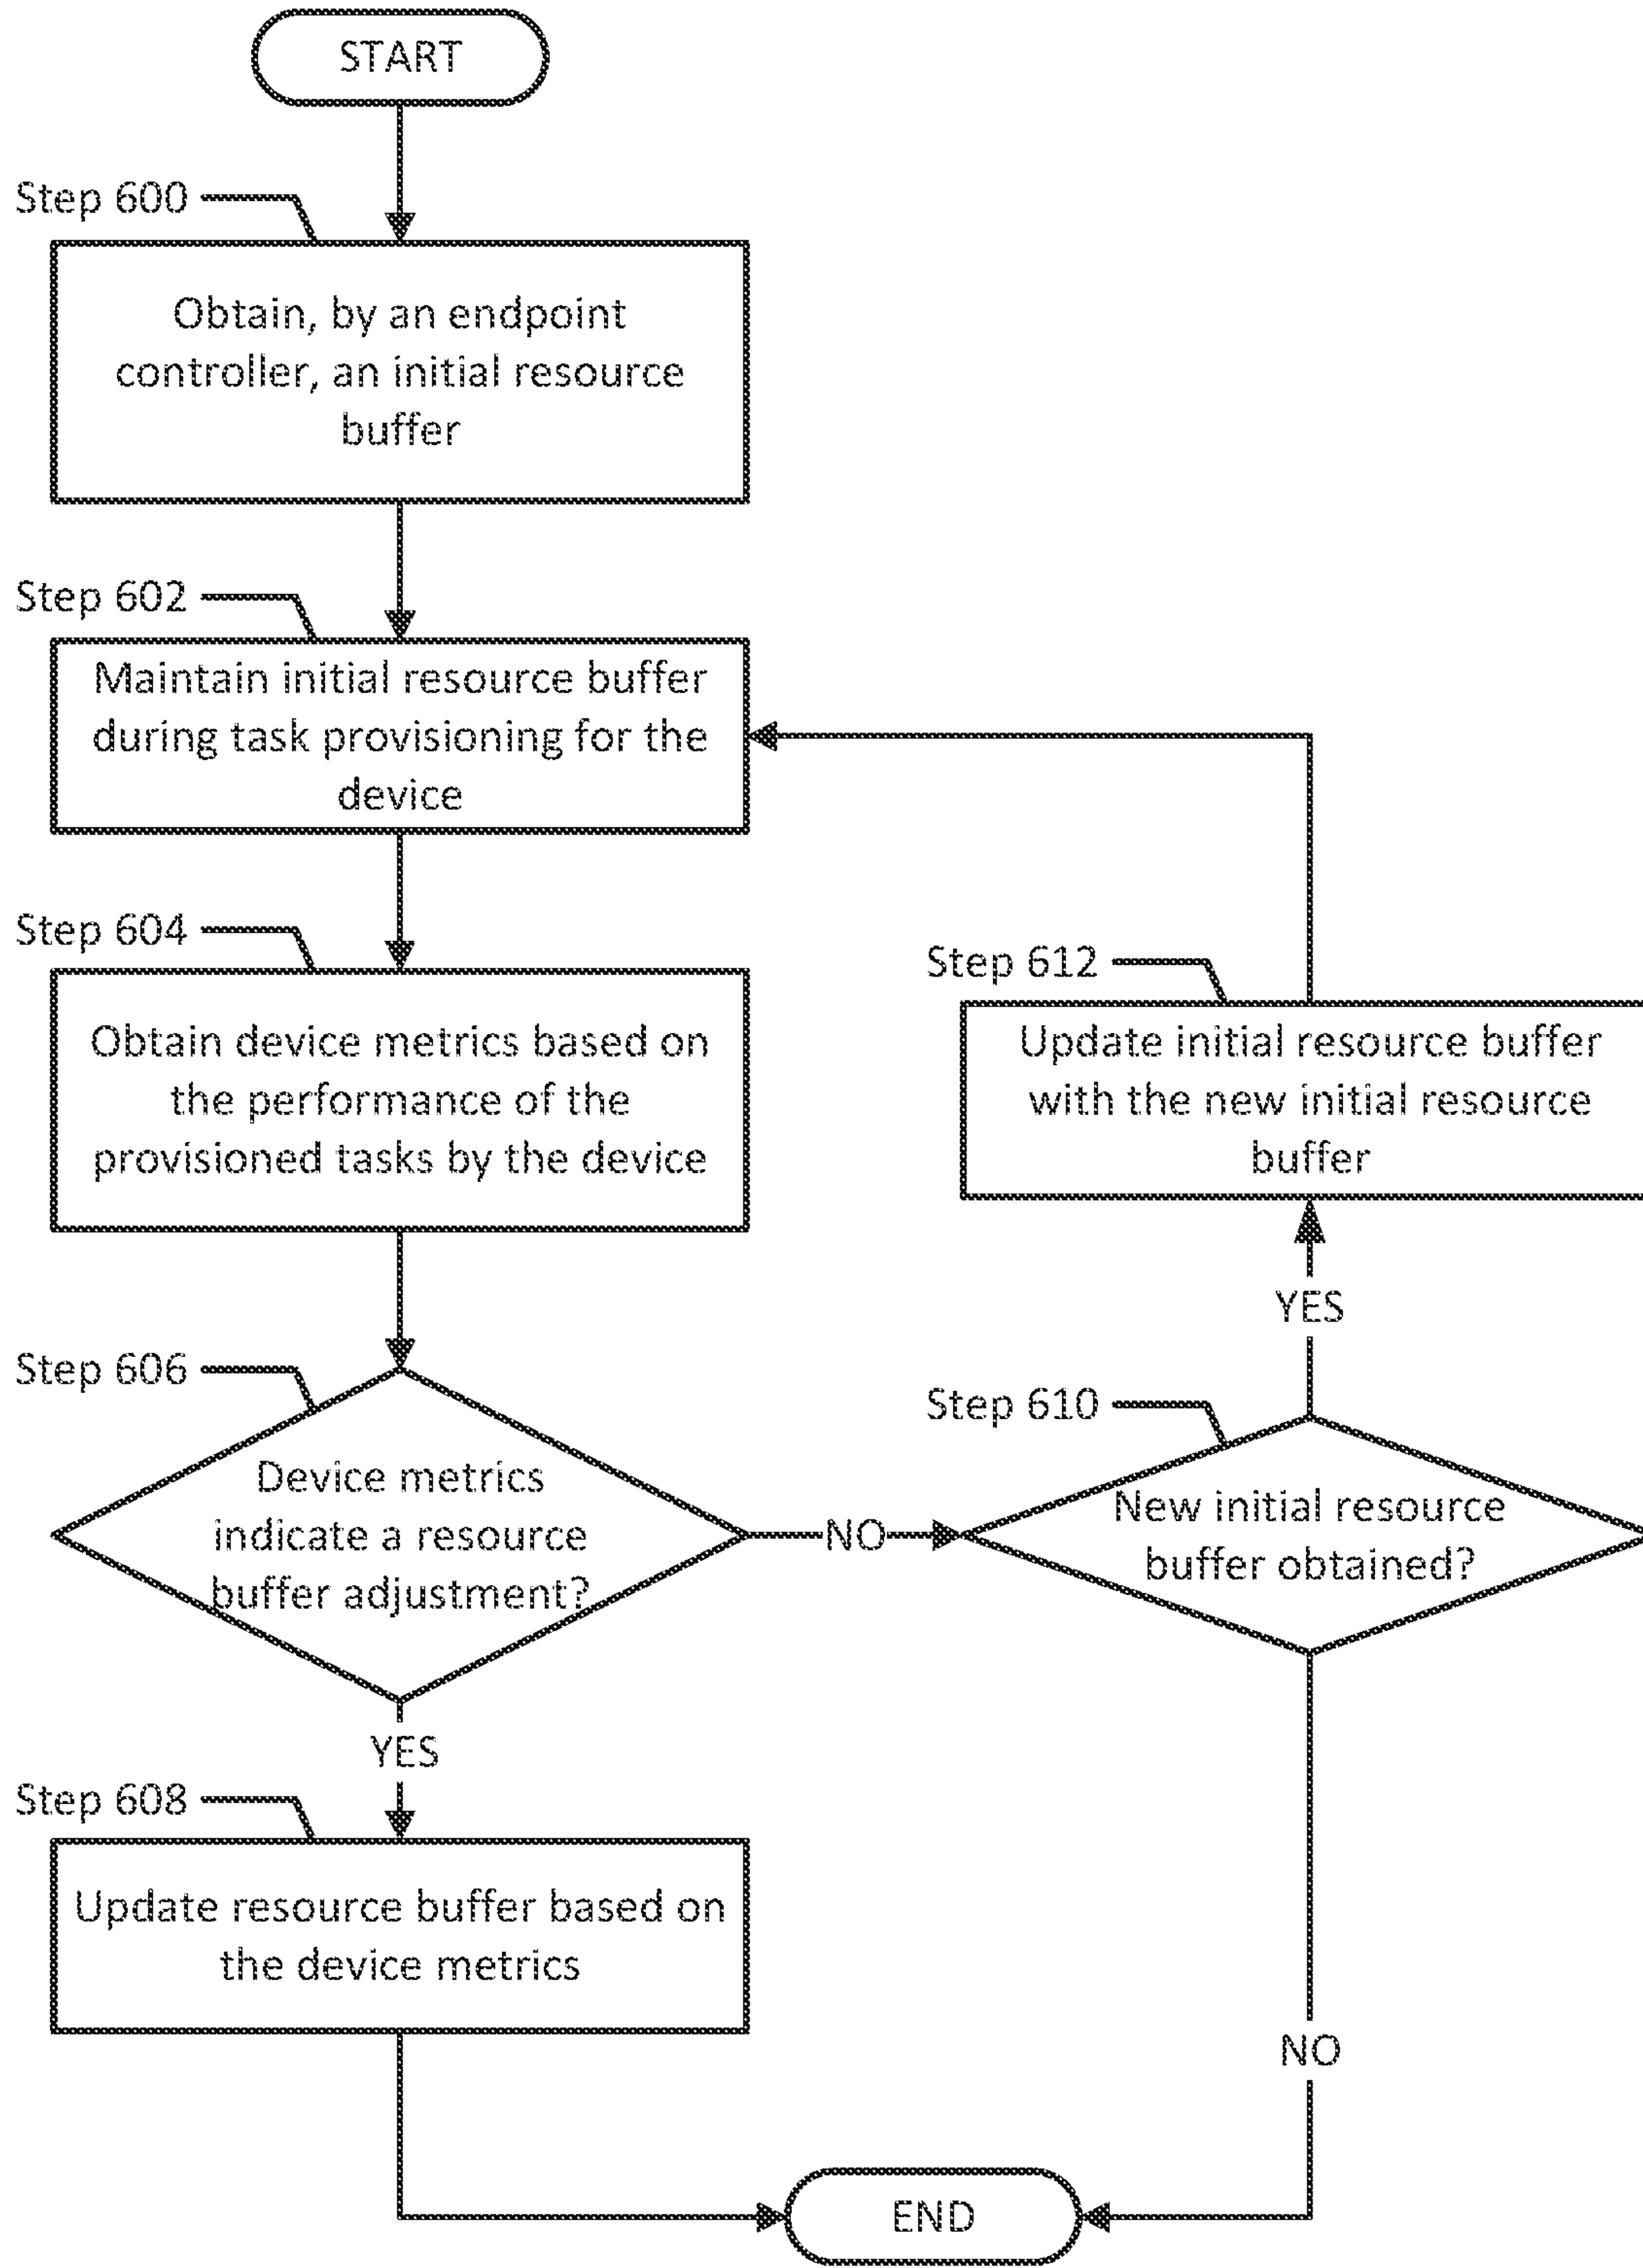 START
Step 600
Obtain, by an endpoint
controller, an initial resource
buffer
Step 602
Maintain initial resource buffer
during task provisioning for the
device
Step 604
Obtain device metrics based on
the performance of the
provisioned tasks by the device
Step 606
Device metrics
indicate a resource
buffer adjustment?
NO
YES
Step 608
Update resource buffer based on
the device metrics
Step 612
Update initial resource buffer
with the new initial resource
buffer
YES
Step 610
New initial resource
buffer obtained?
NO
END